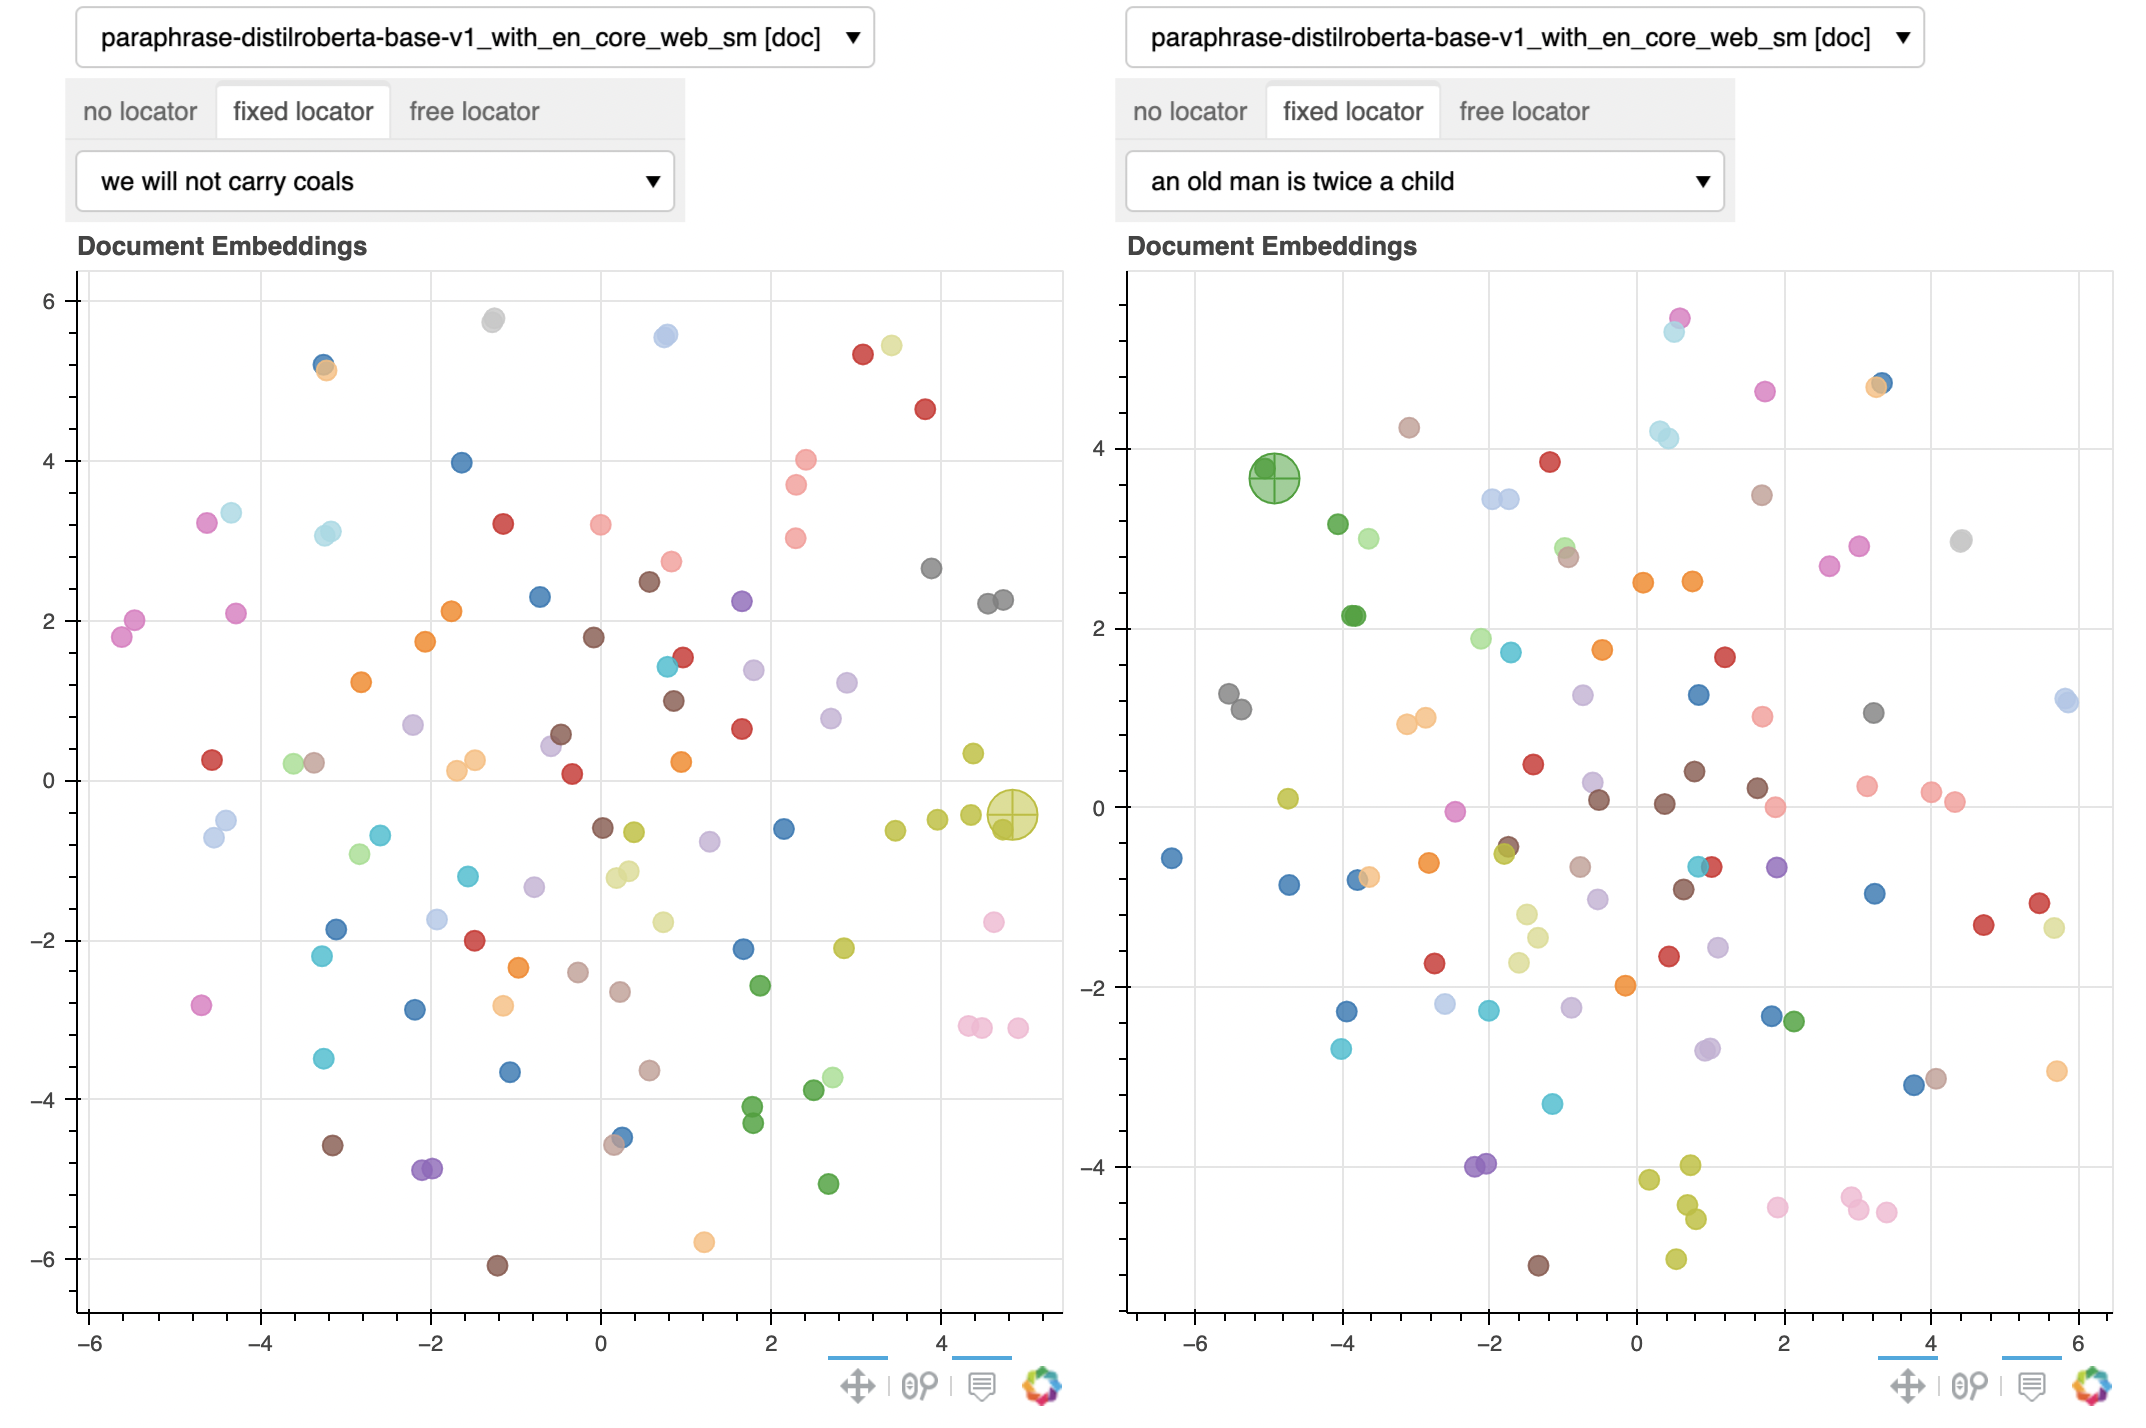 paraphrase-distilroberta-base-v1_with_en_core_web_sm [doc]
no locator fixed locator free locator
we will not carry coals
Document Embeddings
6
4
2
0
−2
−4
−6
−6 −4 −2 0 2 4
paraphrase-distilroberta-base-v1_with_en_core_web_sm [doc]
no locator fixed locator free locator
an old man is twice a child
Document Embeddings
4
2
0
−2
−4
−6 −4 −2 0 2 4 6